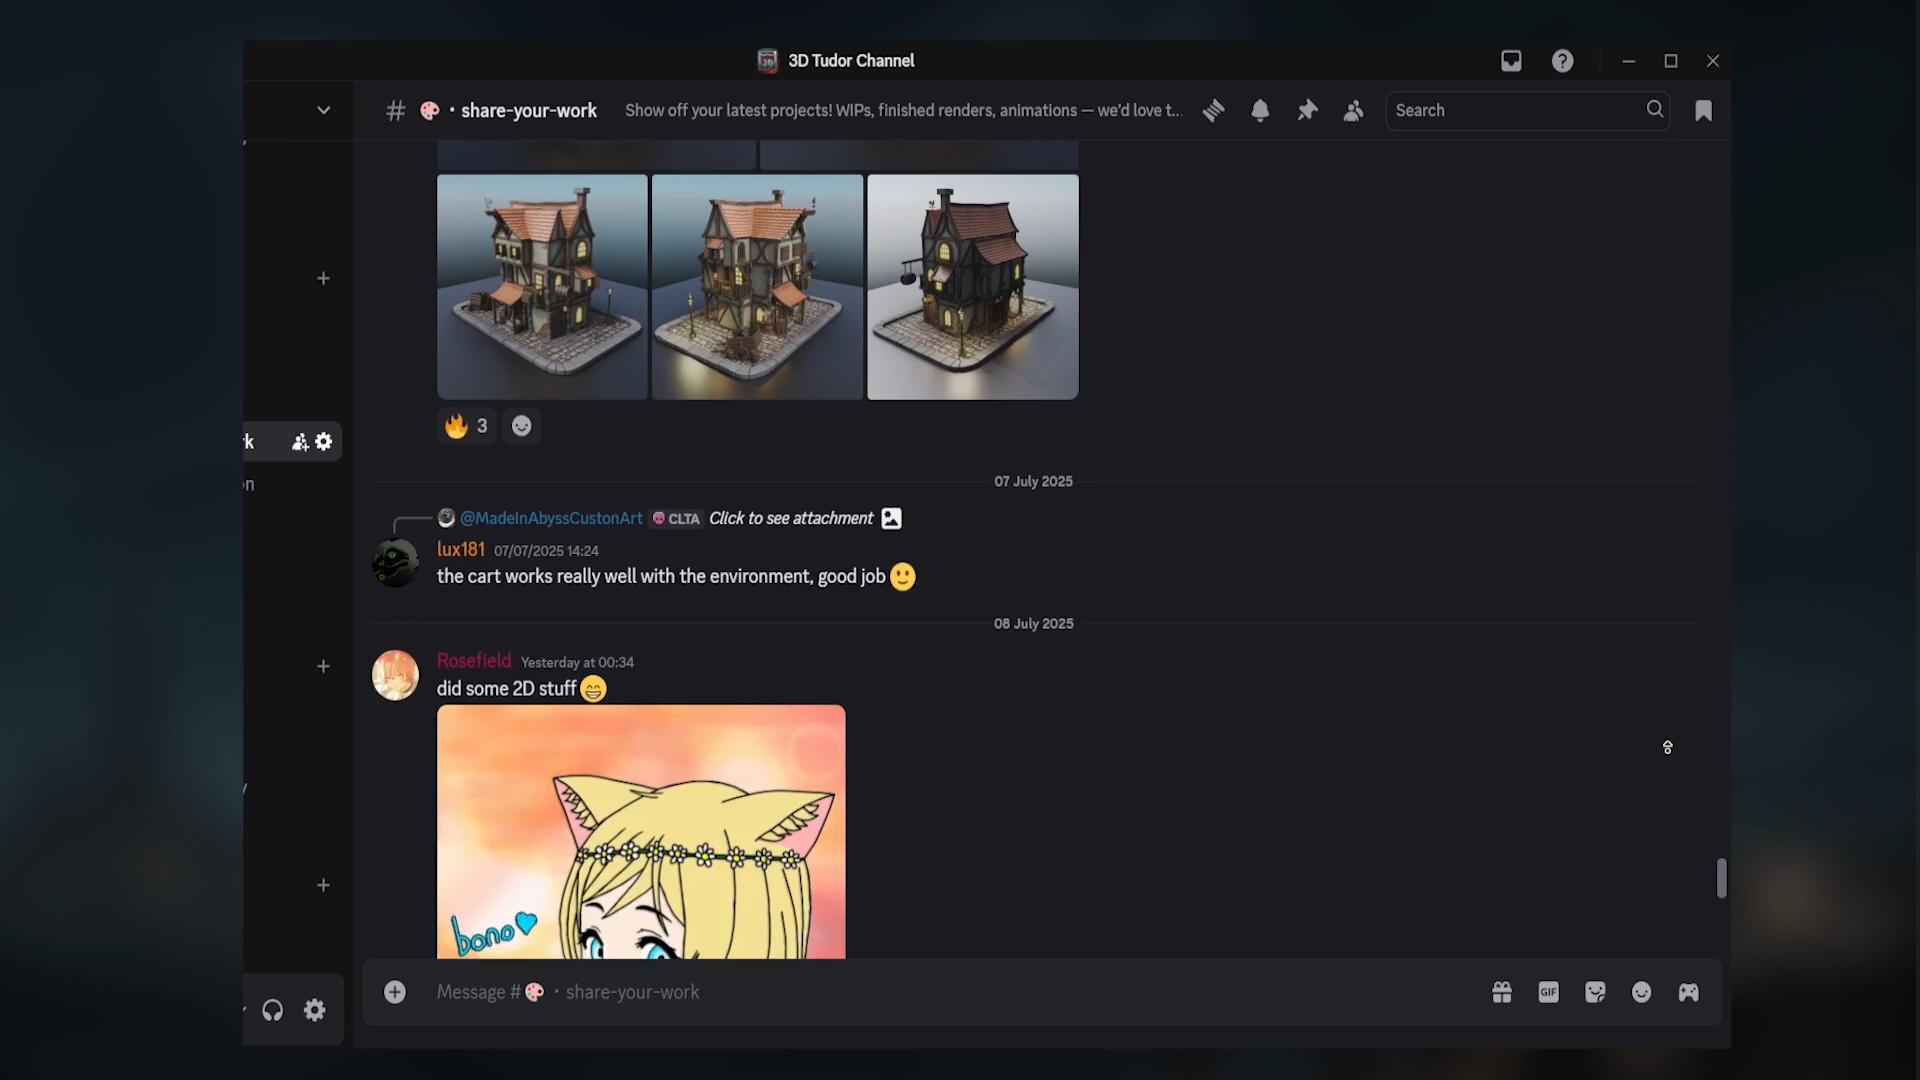 3D Tudor Channel
• share-your-work
Show off your latest projects! WIPs, finished renders, animations — we'd love t...
Search
3
07 July 2025
@MadeInAbyssCustonArt CLTA Click to see attachment
lux181 07/07/2025 14:24
the cart works really well with the environment, good job
08 July 2025
Rosefield Yesterday at 00:34
did some 2D stuff
bono
Message # • share-your-work
GIF